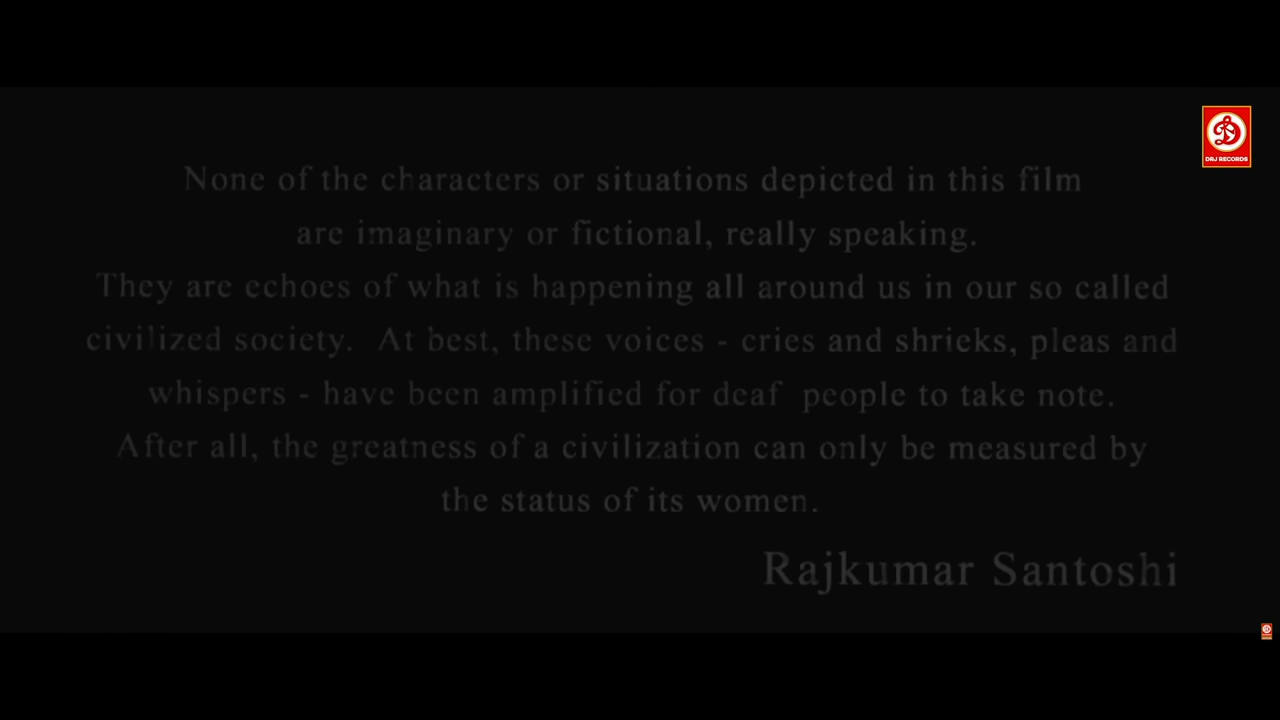 DRJ RECORDS
None of the characters or situations depicted in this film
are imaginary or fictional, really speaking.
They are echoes of what is happening all around us in our so called
civilized society.  At best, these voices - cries and shrieks, pleas and
whispers - have been amplified for deaf  people to take note.
After all, the greatness of a civilization can only be measured by
the status of its women.
Rajkumar Santoshi